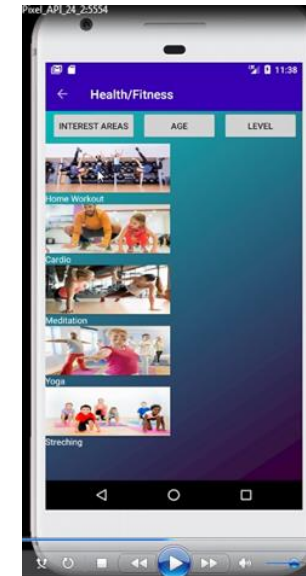 Pixel_API_24_2:5554
11:38
Health/Fitness
INTEREST AREAS AGE LEVEL
Home Workout
Cardio
Meditation
Yoga
Streching